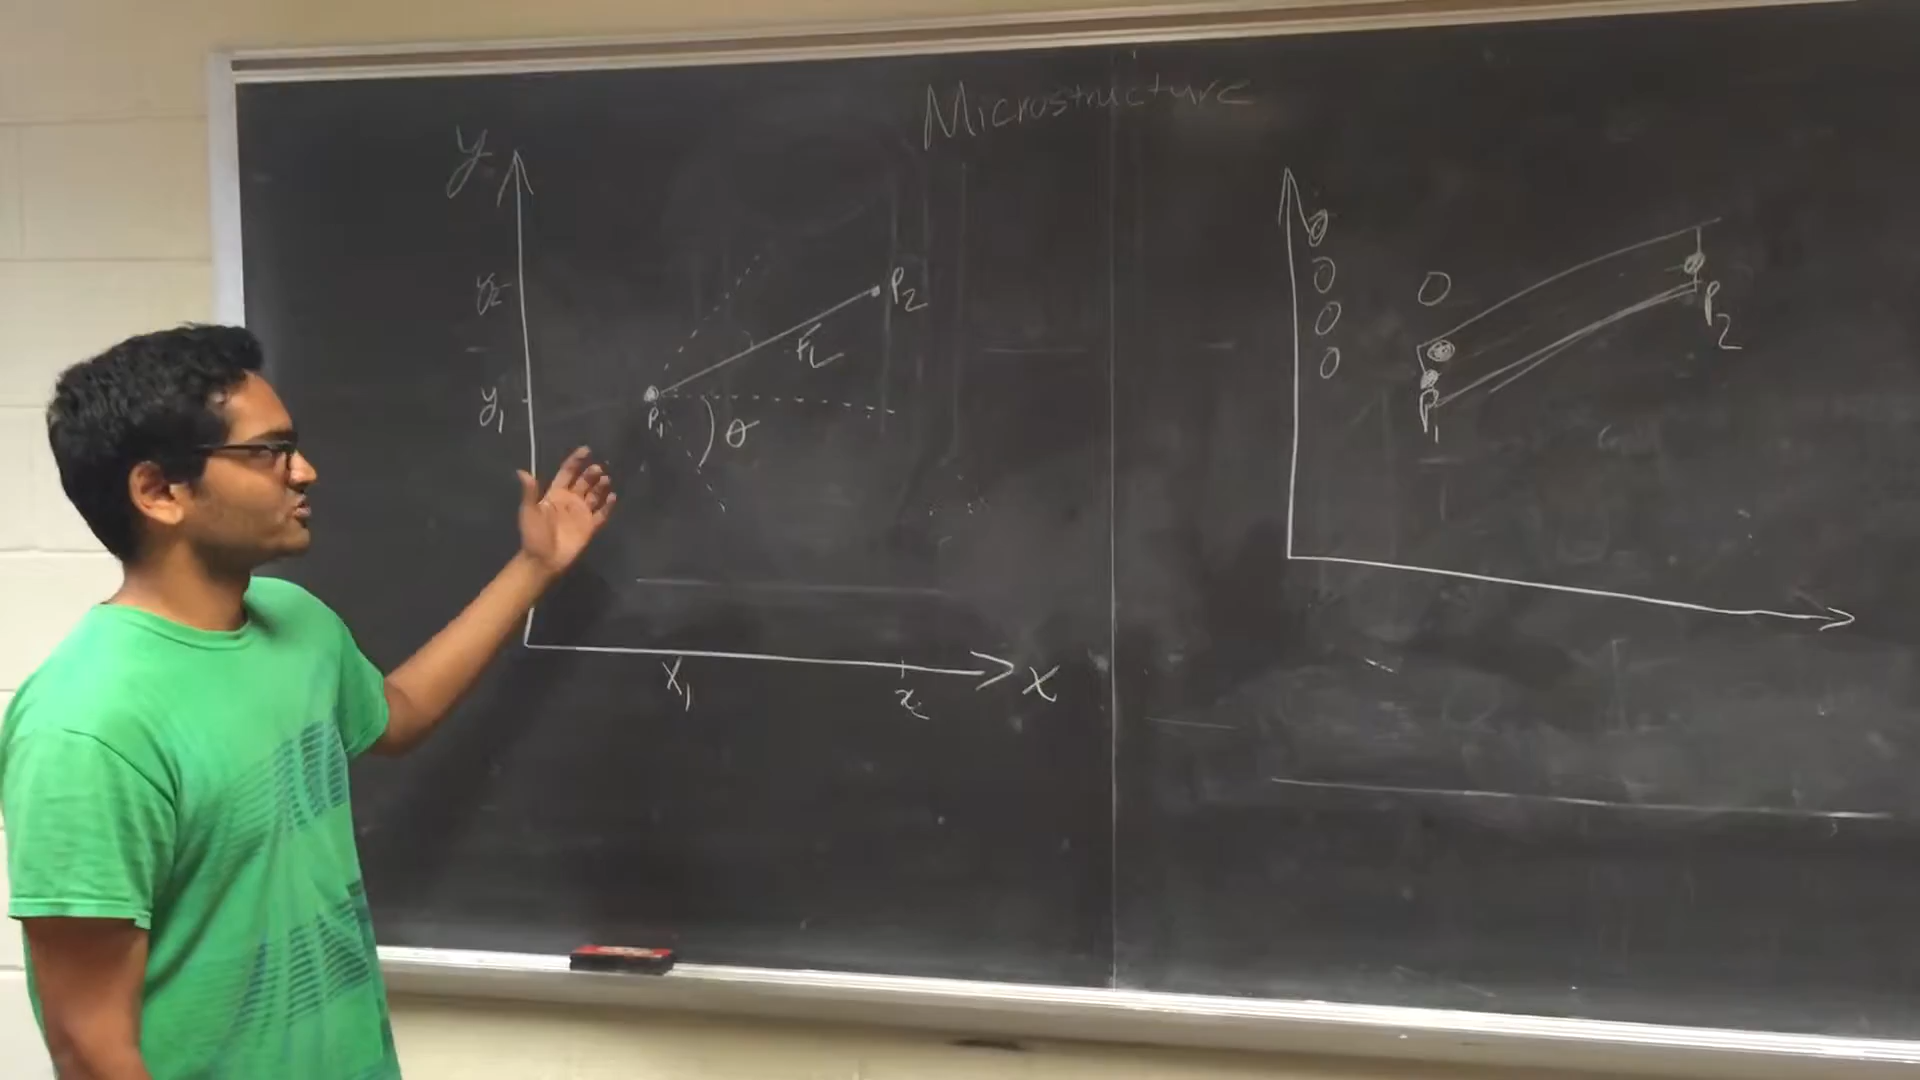 Microstructure
y
y2
P2
FL
y1
P1
θ
X1
x2
X
P2
P1